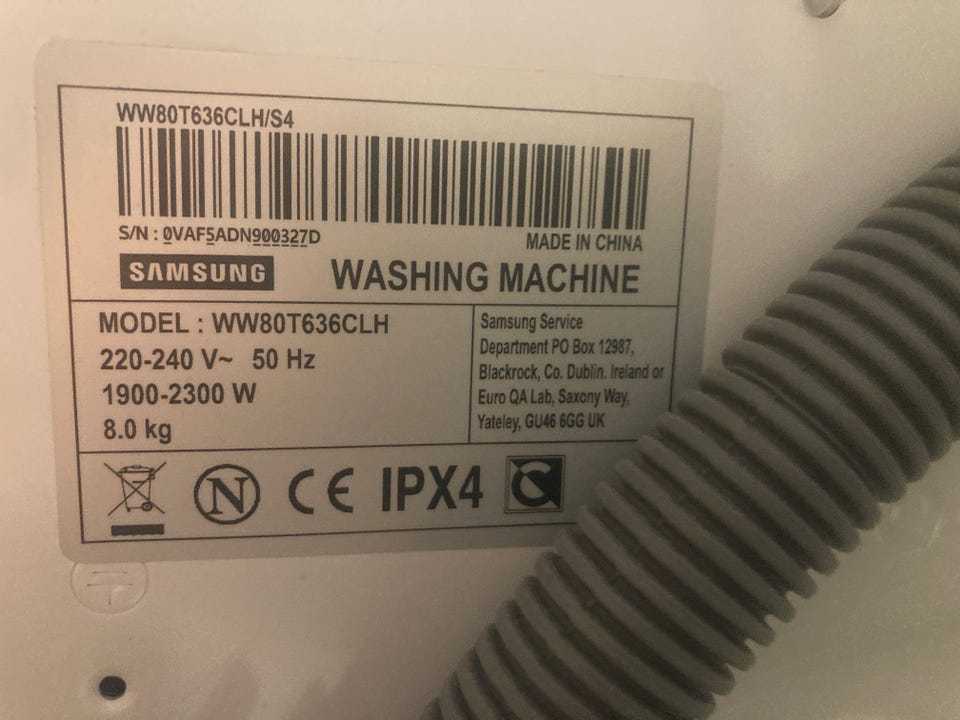 WW80T636CLH/S4
S/N : 0VAF5ADN900327D
MADE IN CHINA
SAMSUNG
WASHING MACHINE
MODEL : WW80T636CLH
220-240 V~ 50 Hz
1900-2300 W
8.0 kg
Samsung Service
Department PO Box 12987,
Blackrock, Co. Dublin. Ireland or
Euro QA Lab, Saxony Way,
Yateley, GU46 6GG UK
N CE IPX4 C